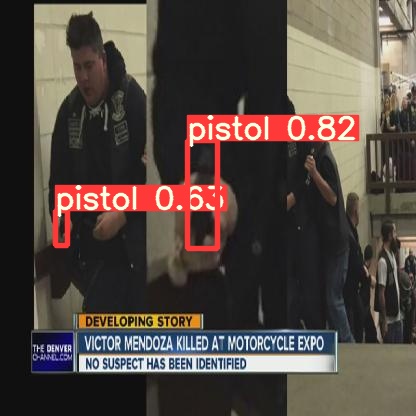 pistol 0.82
pistol 0.63
DEVELOPING STORY
THE DENVER
CHANNEL.COM
VICTOR MENDOZA KILLED AT MOTORCYCLE EXPO
NO SUSPECT HAS BEEN IDENTIFIED